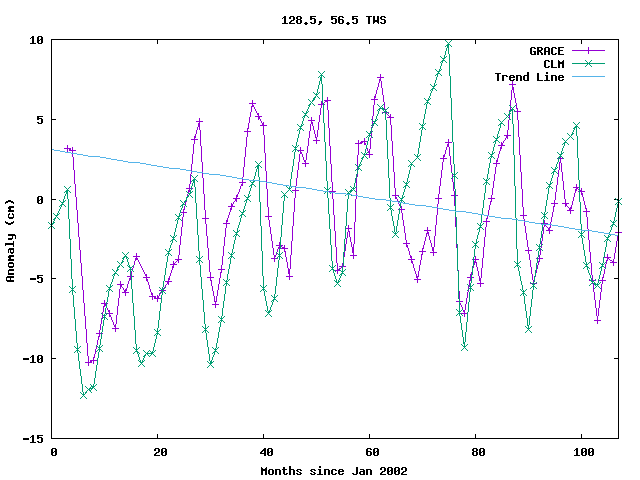 128.5, 56.5 TWS
GRACE
CLM
Trend Line
10
5
0
-5
-10
-15
Anomaly (cm)
0 20 40 60 80 100
Months since Jan 2002